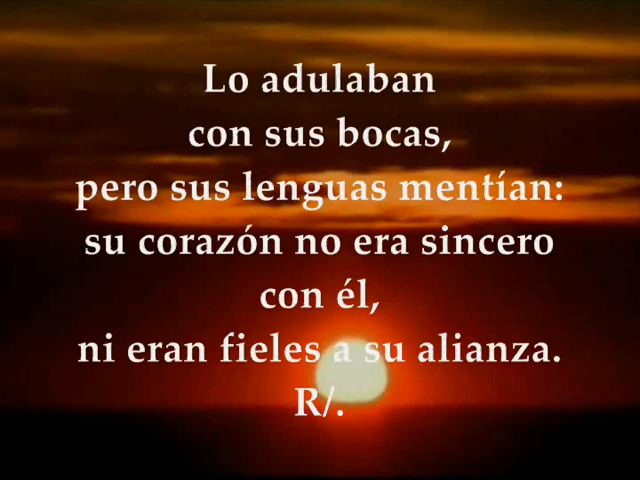 Lo adulaban
con sus bocas,
pero sus lenguas mentían:
su corazón no era sincero
con él,
ni eran fieles a su alianza.
R/.